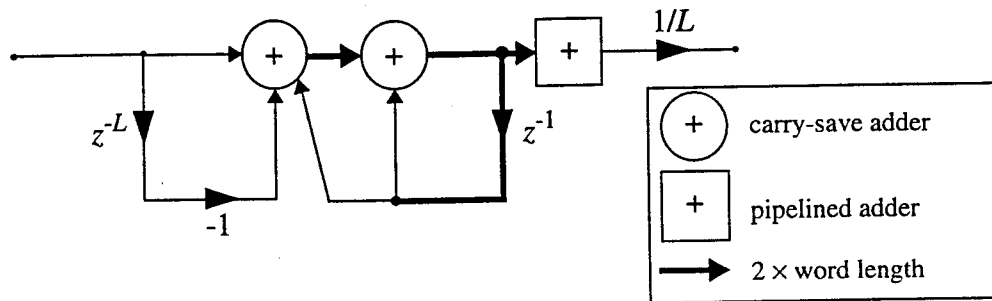 1/L
+
+
+
z^-L
z^-1
-1
+ carry-save adder
+ pipelined adder
2 × word length